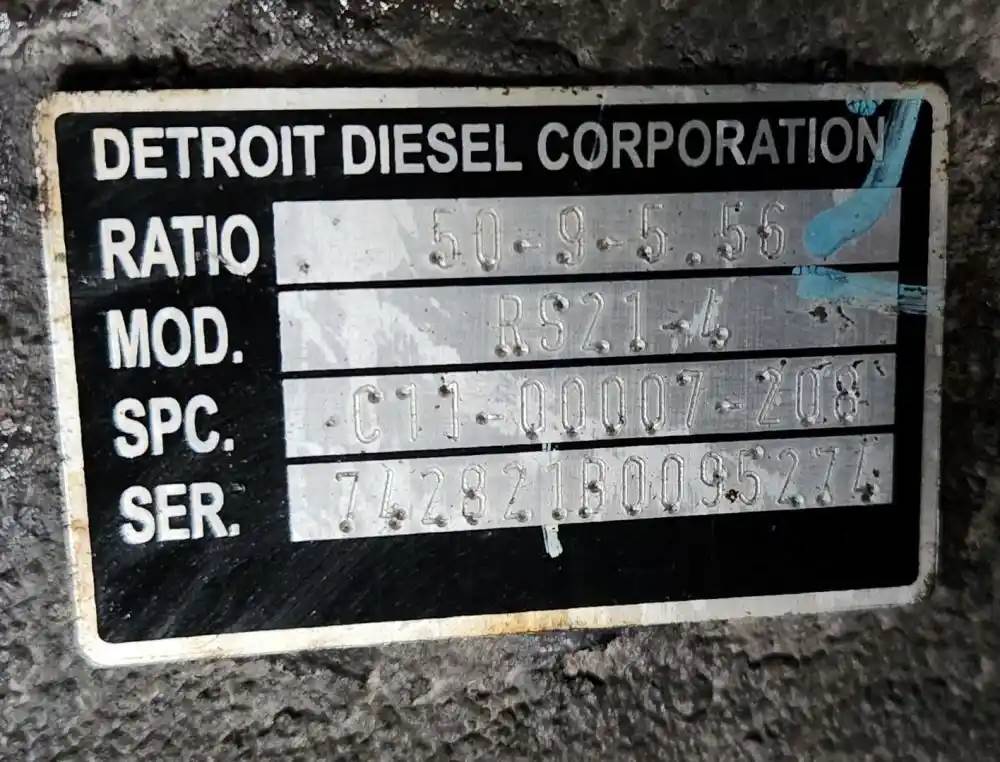 DETROIT DIESEL CORPORATION
RATIO 50-9-5.56
MOD. RS21-4
SPC. C11-00007-208
SER. 742821B0095274